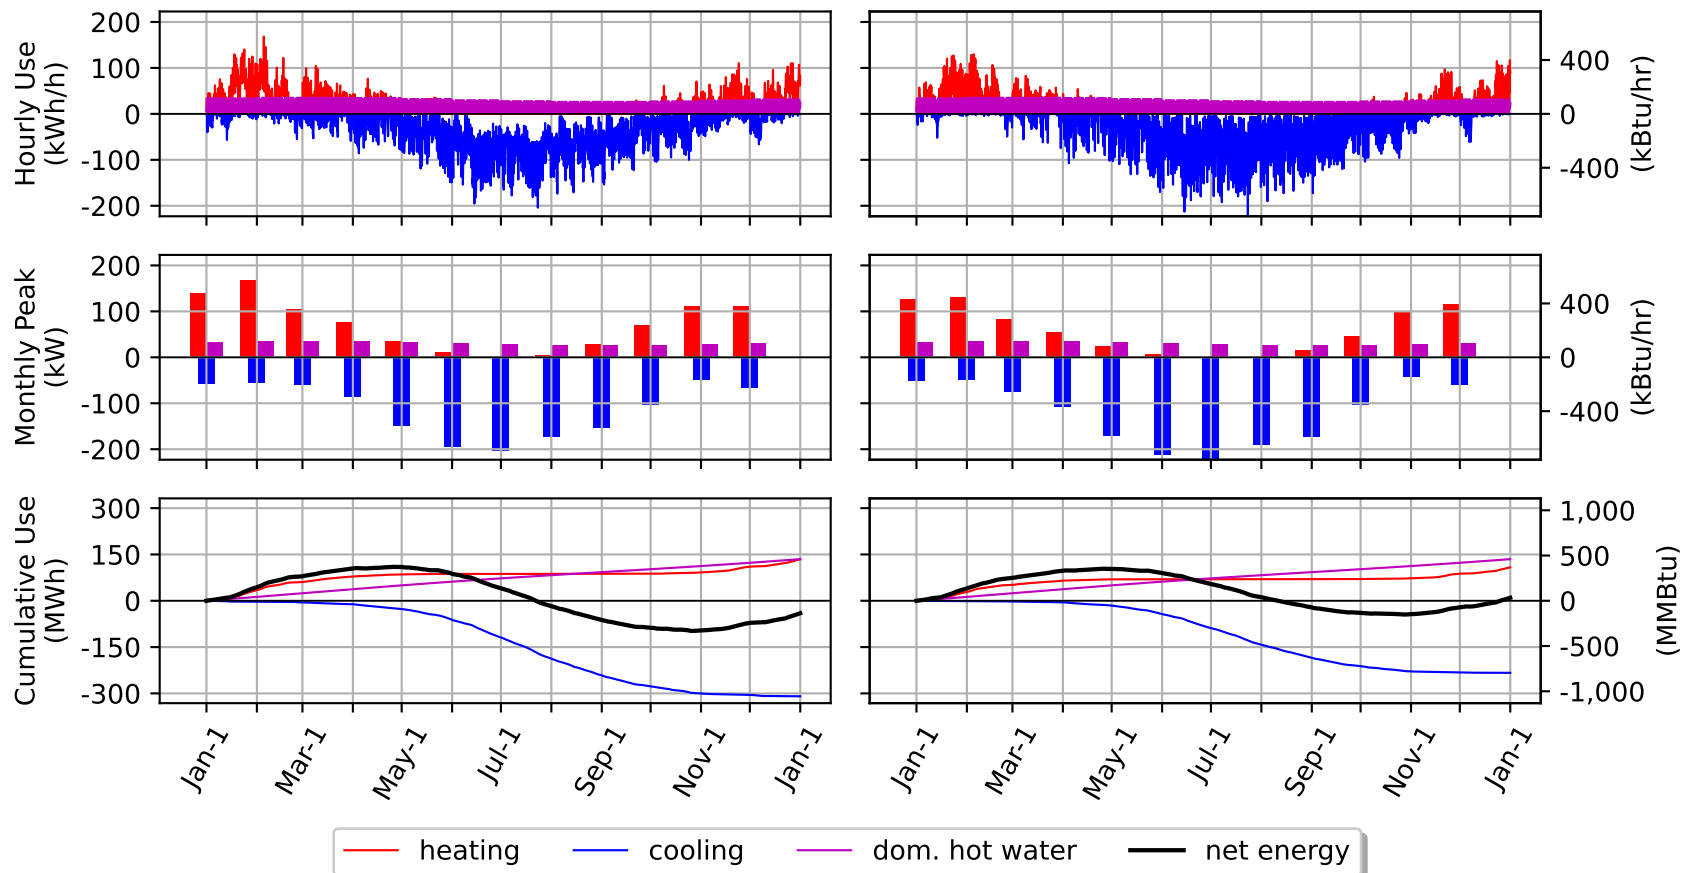 Hourly Use
(kWh/h)
200
100
0
-100
-200
400
0
-400
(kBtu/hr)
Monthly Peak
(kW)
200
100
0
-100
-200
400
0
-400
(kBtu/hr)
Cumulative Use
(MWh)
300
150
0
-150
-300
1,000
500
0
-500
-1,000
(MMBtu)
Jan-1 Mar-1 May-1 Jul-1 Sep-1 Nov-1 Jan-1
Jan-1 Mar-1 May-1 Jul-1 Sep-1 Nov-1 Jan-1
heating cooling dom. hot water net energy